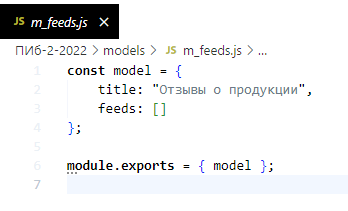 JS m_feeds.js ×
ПИб-2-2022 > models > JS m_feeds.js > ...
1 const model = {
2 title: "Отзывы о продукции",
3 feeds: []
4 };
5
6 module.exports = { model };
7